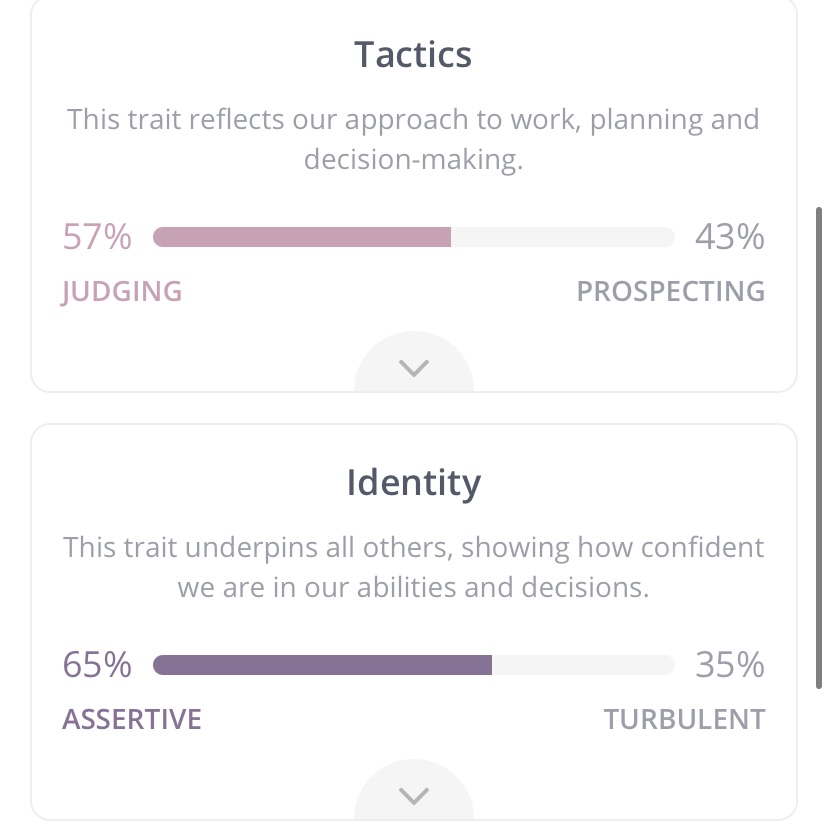 Tactics
This trait reflects our approach to work, planning and
decision-making.
57% 43%
JUDGING PROSPECTING
Identity
This trait underpins all others, showing how confident
we are in our abilities and decisions.
65% 35%
ASSERTIVE TURBULENT